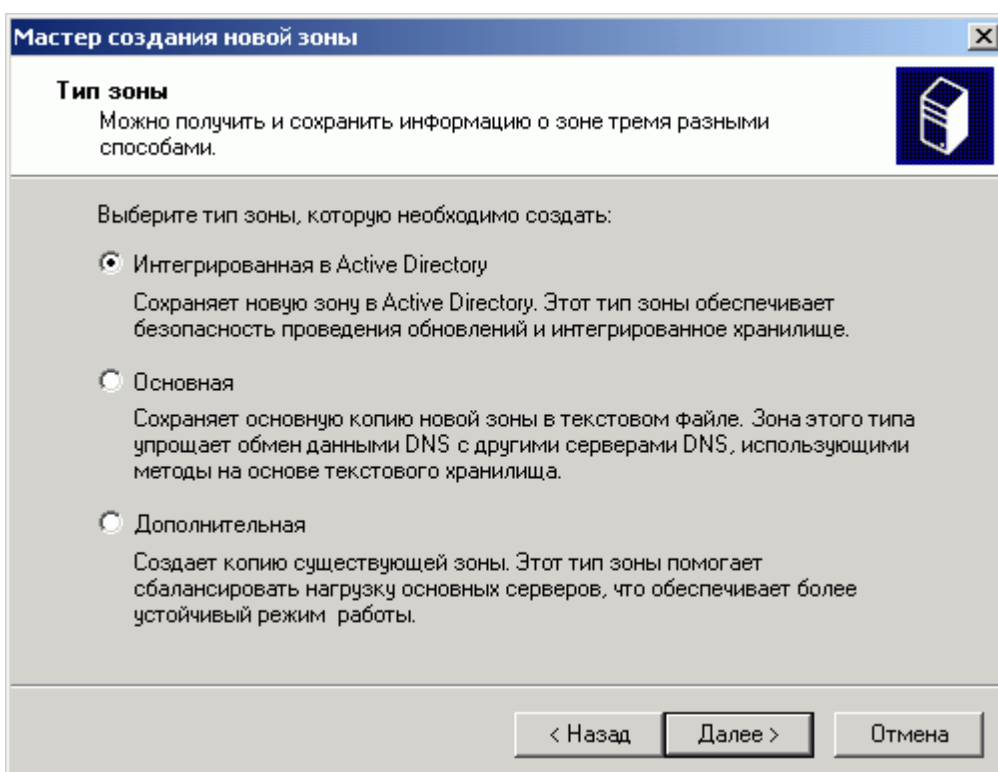 Мастер создания новой зоны
Тип зоны
Можно получить и сохранить информацию о зоне тремя разными
способами.
Выберите тип зоны, которую необходимо создать:
Интегрированная в Active Directory
Сохраняет новую зону в Active Directory. Этот тип зоны обеспечивает
безопасность проведения обновлений и интегрированное хранилище.
Основная
Сохраняет основную копию новой зоны в текстовом файле. Зона этого типа
упрощает обмен данными DNS с другими серверами DNS, использующими
методы на основе текстового хранилища.
Дополнительная
Создает копию существующей зоны. Этот тип зоны помогает
сбалансировать нагрузку основных серверов, что обеспечивает более
устойчивый режим работы.
< Назад Далее > Отмена